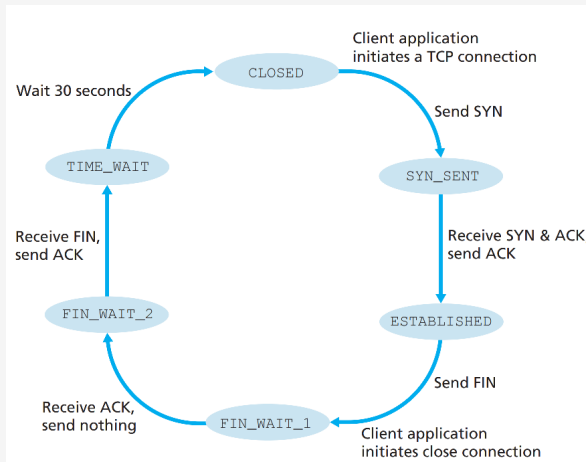 Client application
initiates a TCP connection
CLOSED
Wait 30 seconds
Send SYN
TIME_WAIT
SYN_SENT
Receive FIN,
send ACK
Receive SYN & ACK
send ACK
FIN_WAIT_2
ESTABLISHED
Send FIN
Receive ACK,
send nothing
FIN_WAIT_1
Client application
initiates close connection